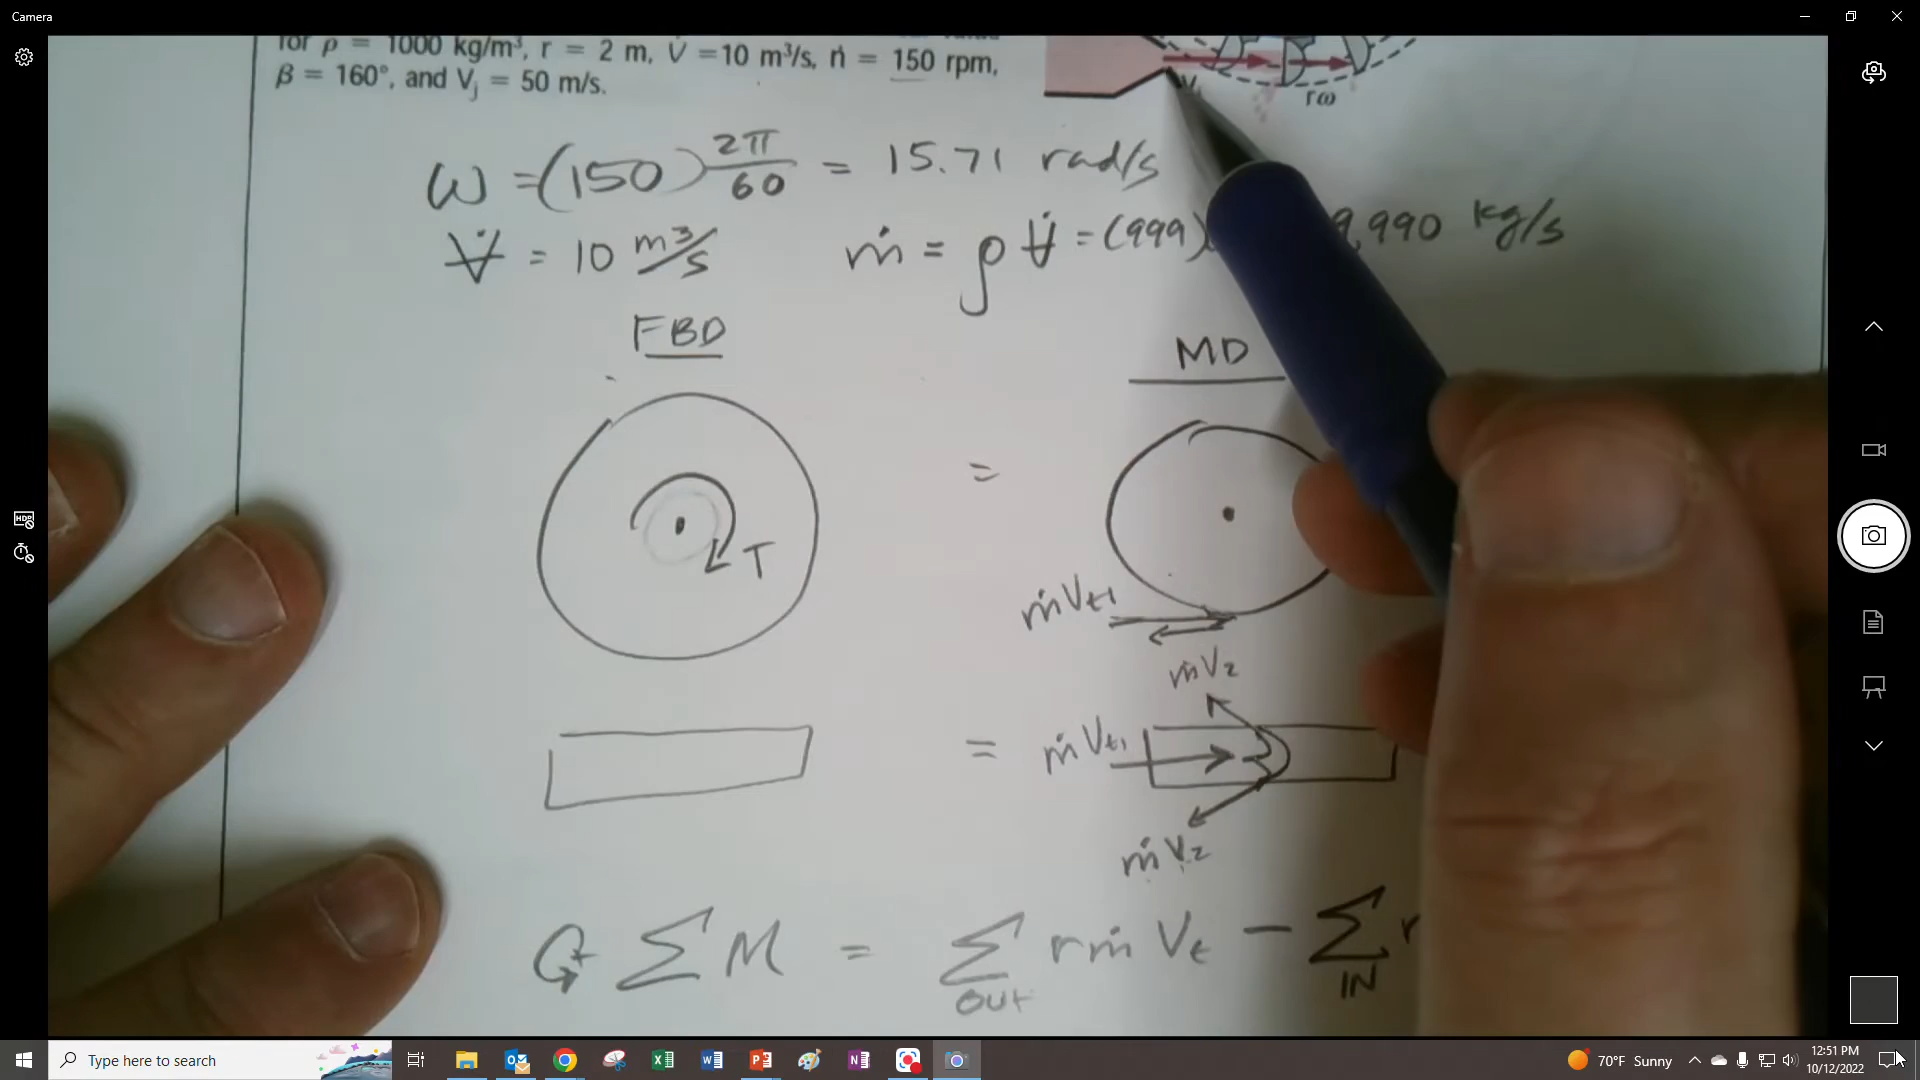 Camera
for ρ = 1000 kg/m³, r = 2 m, V̇ = 10 m³/s, ṅ = 150 rpm,
β = 160°, and Vj = 50 m/s.
rω
ω = (150) 2π/60 = 15.71 rad/s
V̇ = 10 m³/s ṁ = ρ V̇ = (999) 9,990 kg/s
FBD MD
=
T
ṁVt1
ṁV2
= ṁVt1
ṁV2
ΣM = Σ OUT r ṁ Vt − Σ IN r
Type here to search
70°F Sunny
12:51 PM
10/12/2022